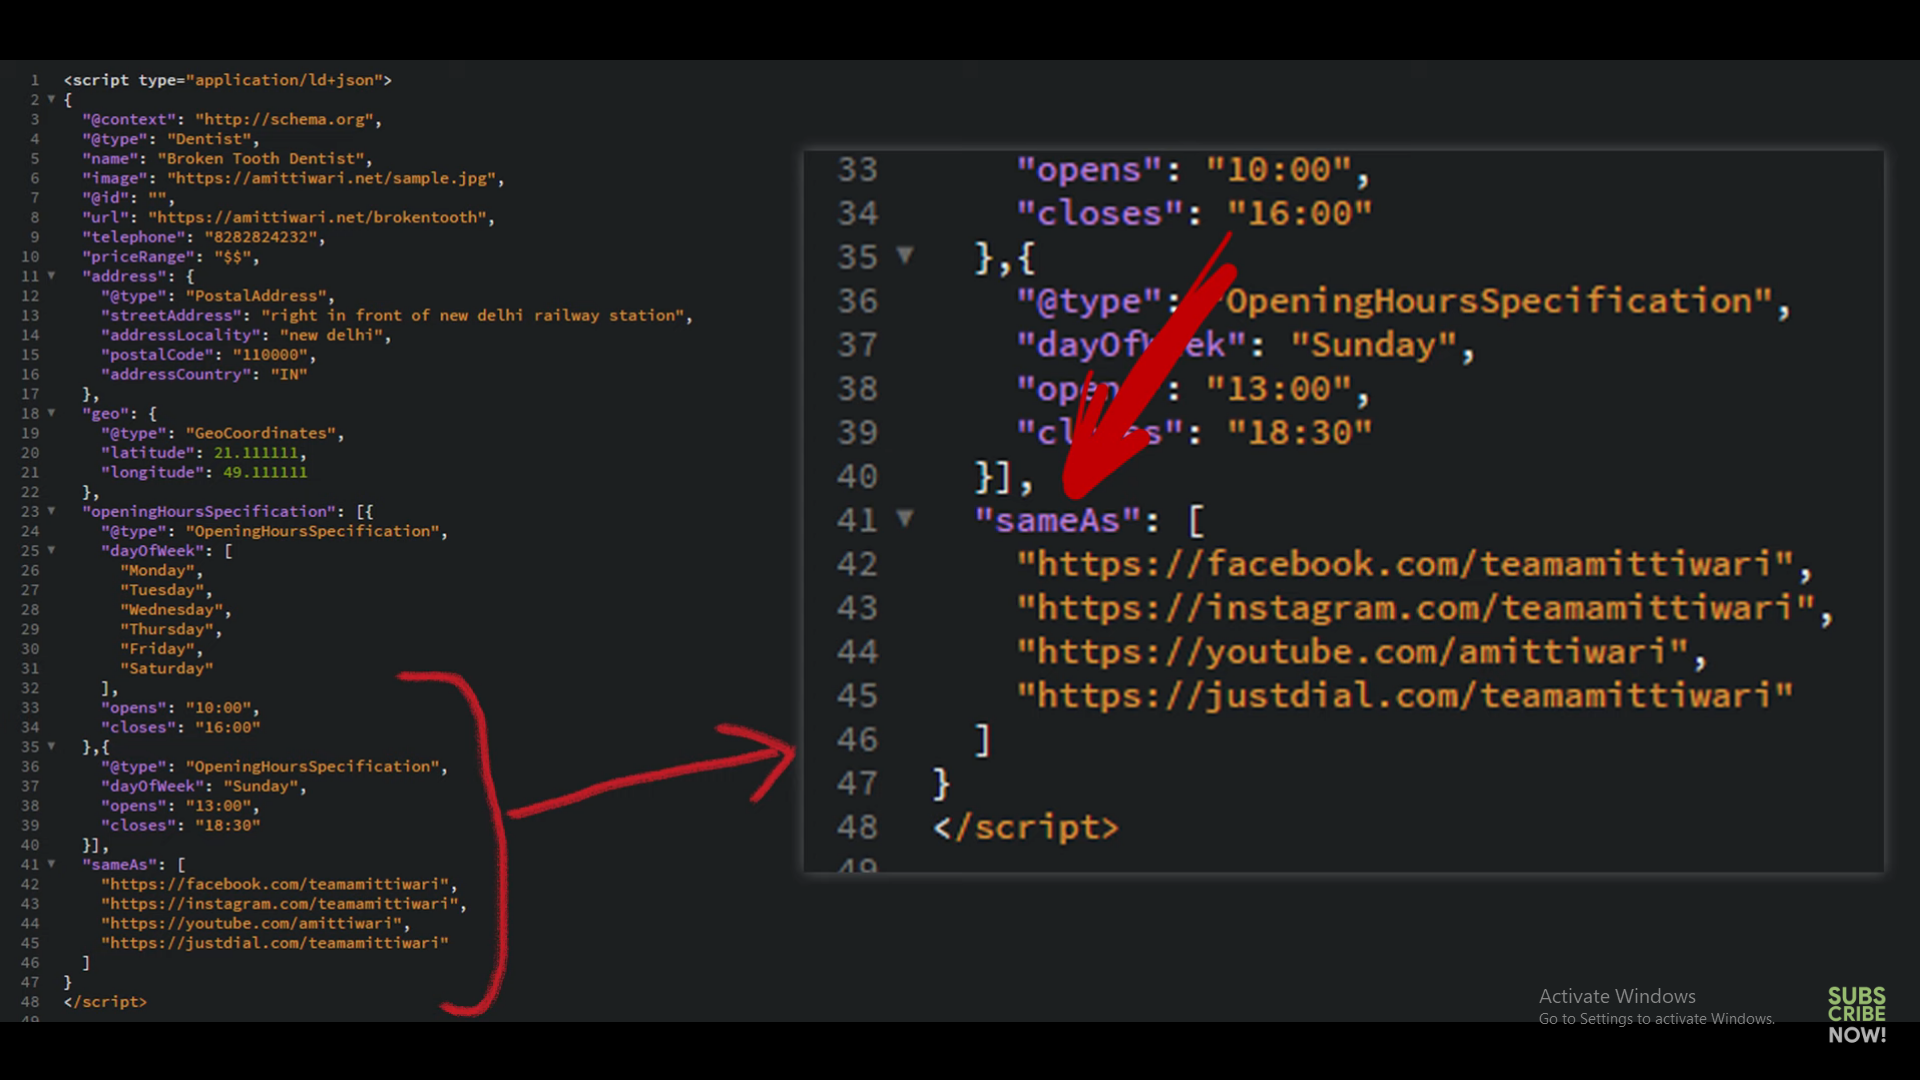 1 <script type="application/ld+json">
2 {
3 "@context": "http://schema.org",
4 "@type": "Dentist",
5 "name": "Broken Tooth Dentist",
6 "image": "https://amittiwari.net/sample.jpg",
7 "@id": "",
8 "url": "https://amittiwari.net/brokentooth",
9 "telephone": "8282824232",
10 "priceRange": "$$",
11 "address": {
12 "@type": "PostalAddress",
13 "streetAddress": "right in front of new delhi railway station",
14 "addressLocality": "new delhi",
15 "postalCode": "110000",
16 "addressCountry": "IN"
17 },
18 "geo": {
19 "@type": "GeoCoordinates",
20 "latitude": 21.111111,
21 "longitude": 49.111111
22 },
23 "openingHoursSpecification": [{
24 "@type": "OpeningHoursSpecification",
25 "dayOfWeek": [
26 "Monday",
27 "Tuesday",
28 "Wednesday",
29 "Thursday",
30 "Friday",
31 "Saturday"
32 ],
33 "opens": "10:00",
34 "closes": "16:00"
35 },{
36 "@type": "OpeningHoursSpecification",
37 "dayOfWeek": "Sunday",
38 "opens": "13:00",
39 "closes": "18:30"
40 }],
41 "sameAs": [
42 "https://facebook.com/teamamittiwari",
43 "https://instagram.com/teamamittiwari",
44 "https://youtube.com/amittiwari",
45 "https://justdial.com/teamamittiwari"
46 ]
47 }
48 </script>
49
33 "opens": "10:00",
34 "closes": "16:00"
35 },{
36 "@type": "OpeningHoursSpecification",
37 "dayOfWeek": "Sunday",
38 "opens": "13:00",
39 "closes": "18:30"
40 }],
41 "sameAs": [
42 "https://facebook.com/teamamittiwari",
43 "https://instagram.com/teamamittiwari",
44 "https://youtube.com/amittiwari",
45 "https://justdial.com/teamamittiwari"
46 ]
47 }
48 </script>
49
Activate Windows
Go to Settings to activate Windows.
SUBS
CRIBE
NOW!